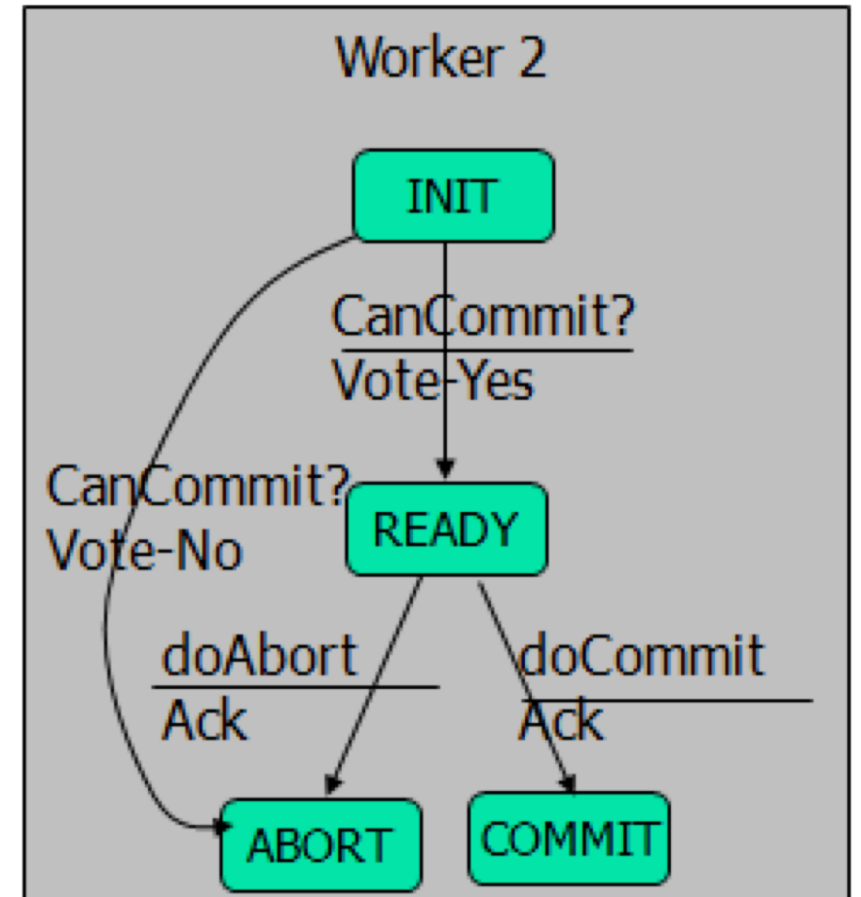 Worker 2
INIT
CanCommit?
Vote-Yes
CanCommit?
Vote-No
READY
doAbort
Ack
doCommit
Ack
ABORT
COMMIT